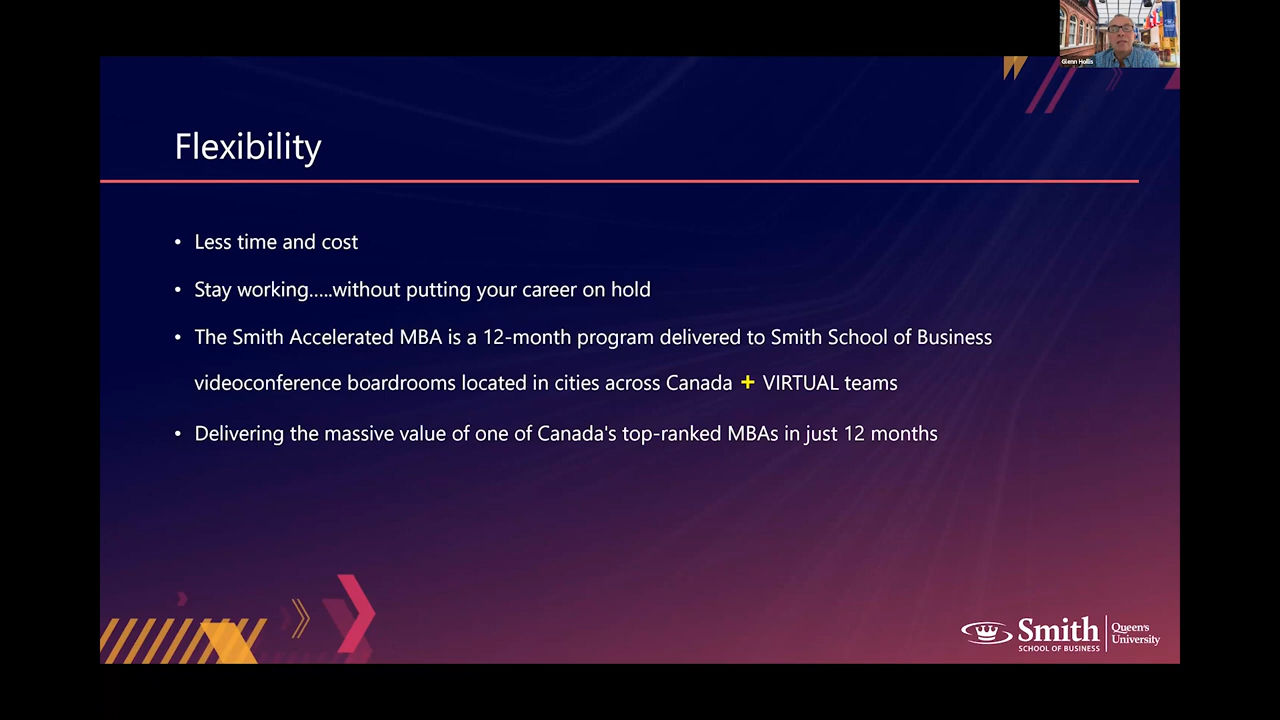 Glenn Hollis
Flexibility
• Less time and cost
• Stay working.....without putting your career on hold
• The Smith Accelerated MBA is a 12-month program delivered to Smith School of Business
videoconference boardrooms located in cities across Canada + VIRTUAL teams
• Delivering the massive value of one of Canada's top-ranked MBAs in just 12 months
Smith
SCHOOL OF BUSINESS
Queen's
University